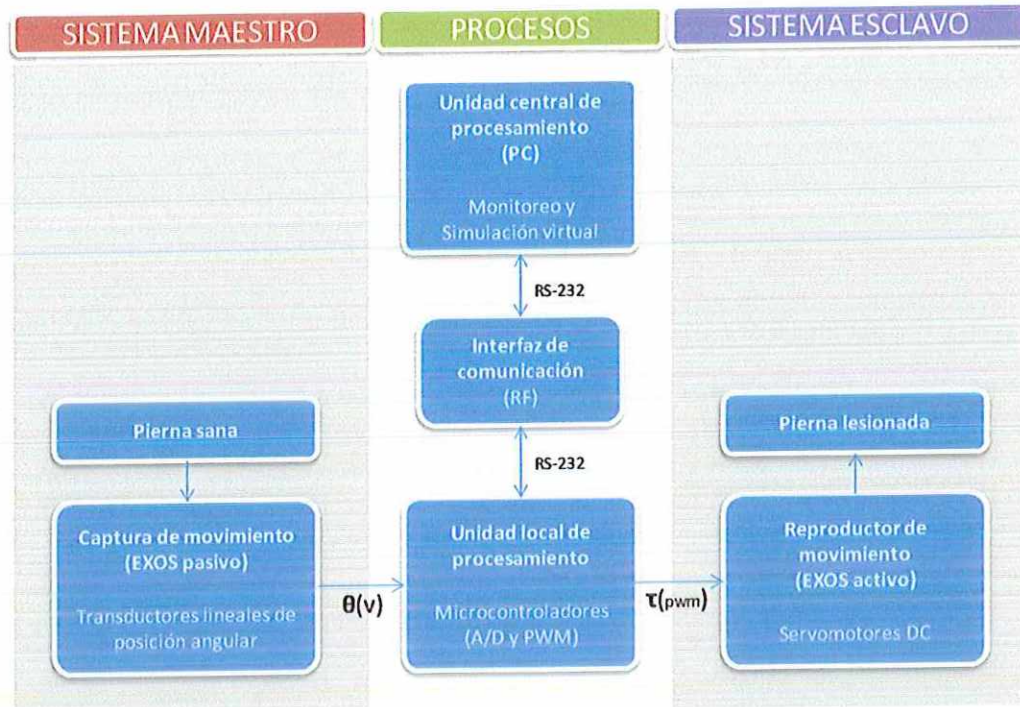 SISTEMA MAESTRO
PROCESOS
SISTEMA ESCLAVO
Unidad central de
procesamiento
(PC)
Monitoreo y
Simulación virtual
RS-232
Interfaz de
comunicación
(RF)
RS-232
Pierna sana
Captura de movimiento
(EXOS pasivo)
Transductores lineales de
posición angular
θ(v)
Unidad local de
procesamiento
Microcontroladores
(A/D y PWM)
τ(pwm)
Pierna lesionada
Reproductor de
movimiento
(EXOS activo)
Servomotores DC